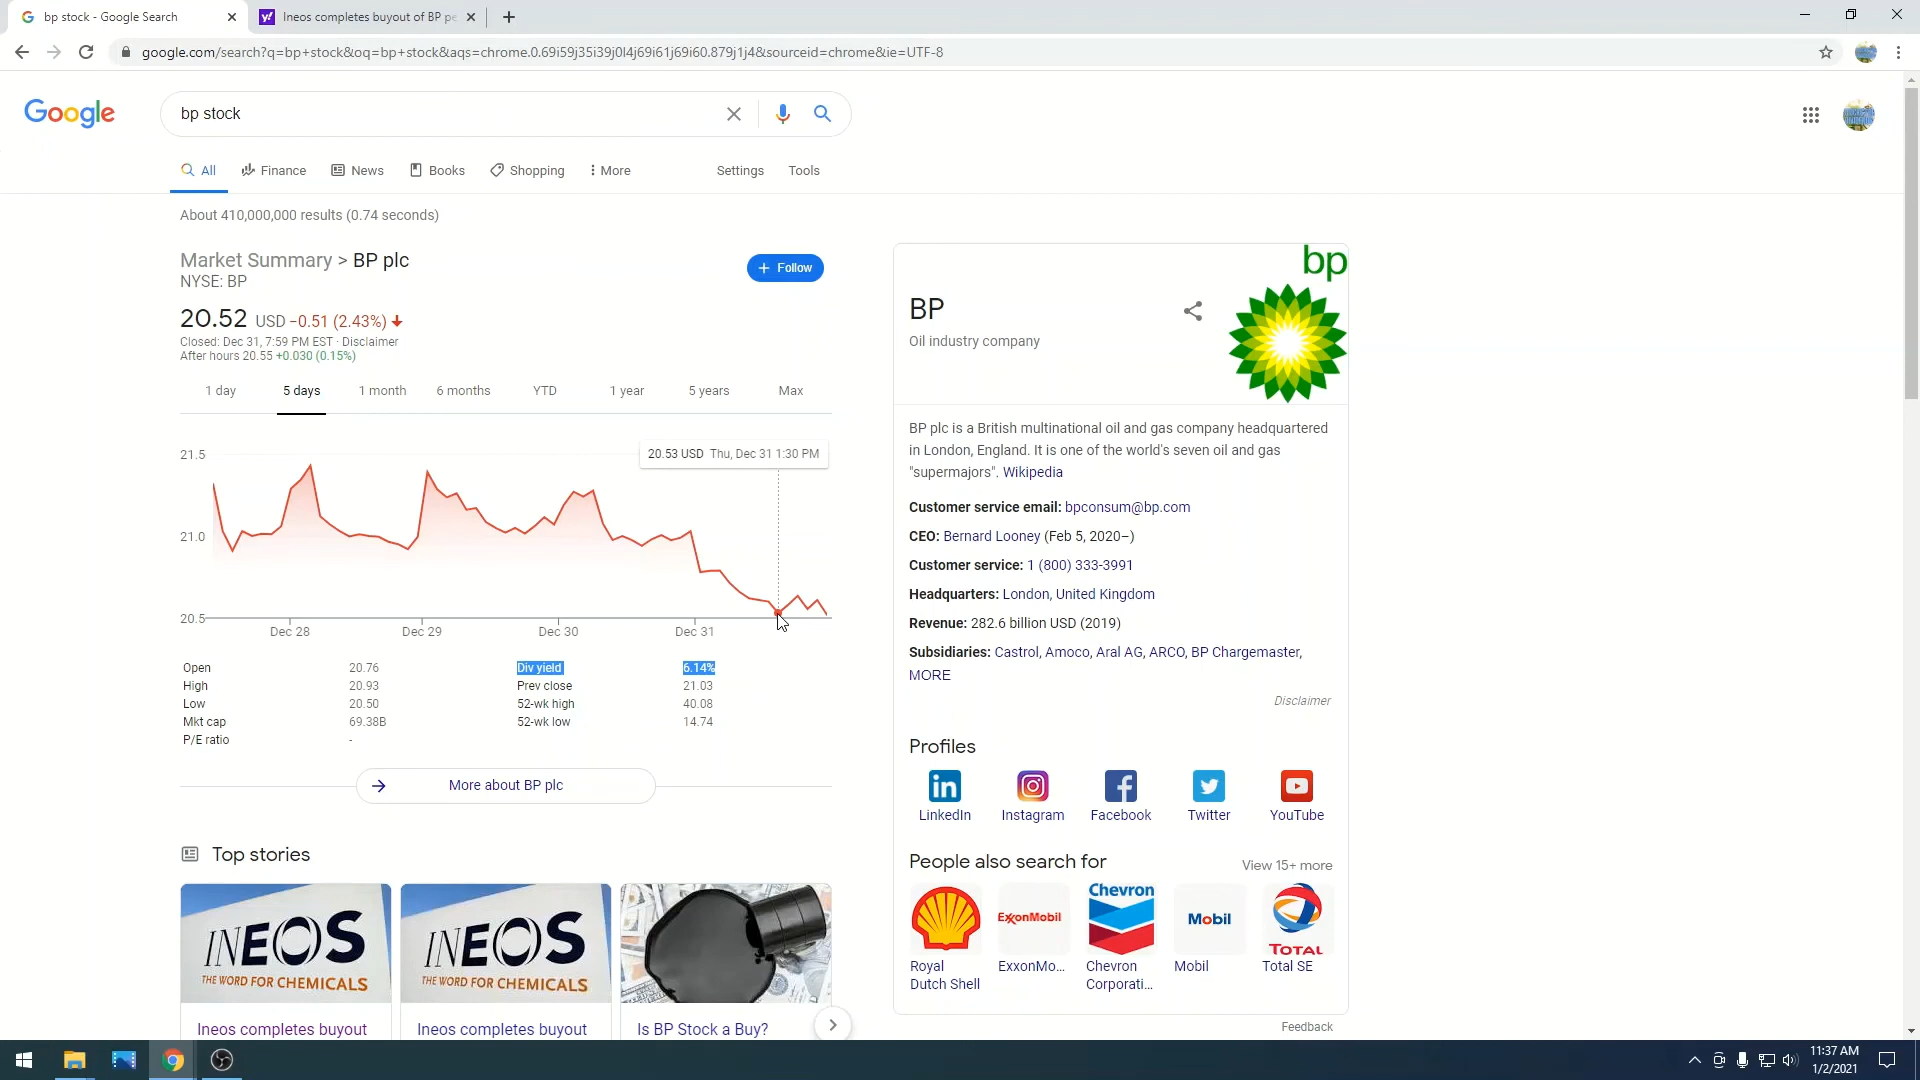 bp stock - Google Search
Ineos completes buyout of BP pe
google.com/search?q=bp+stock&oq=bp+stock&aqs=chrome.0.69i59j35i39j0l4j69i61j69i60.879j1j4&sourceid=chrome&ie=UTF-8
Google
bp stock
All Finance News Books Shopping More Settings Tools
About 410,000,000 results (0.74 seconds)
Market Summary > BP plc
NYSE: BP
Follow
20.52 USD −0.51 (2.43%)
Closed: Dec 31, 7:59 PM EST · Disclaimer
After hours 20.55 +0.030 (0.15%)
1 day 5 days 1 month 6 months YTD 1 year 5 years Max
20.53 USD Thu, Dec 31 1:30 PM
21.5
21.0
20.5
Dec 28 Dec 29 Dec 30 Dec 31
Open 20.76 Div yield 6.14%
High 20.93 Prev close 21.03
Low 20.50 52-wk high 40.08
Mkt cap 69.38B 52-wk low 14.74
P/E ratio -
More about BP plc
Top stories
INEOS
THE WORD FOR CHEMICALS
INEOS
THE WORD FOR CHEMICALS
Ineos completes buyout
Ineos completes buyout
Is BP Stock a Buy?
bp
BP
Oil industry company
BP plc is a British multinational oil and gas company headquartered
in London, England. It is one of the world's seven oil and gas
"supermajors". Wikipedia
Customer service email: bpconsum@bp.com
CEO: Bernard Looney (Feb 5, 2020–)
Customer service: 1 (800) 333-3991
Headquarters: London, United Kingdom
Revenue: 282.6 billion USD (2019)
Subsidiaries: Castrol, Amoco, Aral AG, ARCO, BP Chargemaster,
MORE
Disclaimer
Profiles
LinkedIn Instagram Facebook Twitter YouTube
People also search for
View 15+ more
ExxonMobil
Chevron
Mobil
TOTAL
Royal
Dutch Shell
ExxonMo...
Chevron
Corporati...
Mobil
Total SE
Feedback
11:37 AM
1/2/2021